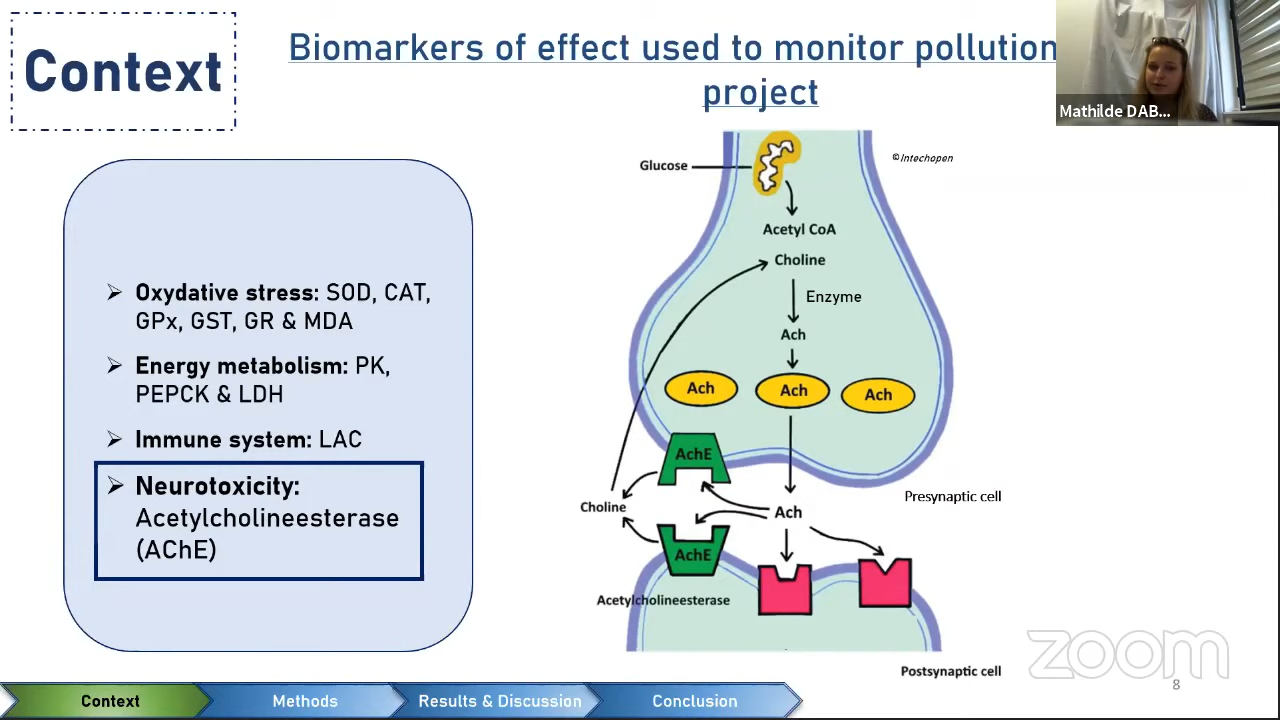 Context
Biomarkers of effect used to monitor pollution
project
Mathilde DAB...
➢ Oxydative stress: SOD, CAT,
GPx, GST, GR & MDA
➢ Energy metabolism: PK,
PEPCK & LDH
➢ Immune system: LAC
➢ Neurotoxicity:
Acetylcholineesterase
(AChE)
©Intechopen
Glucose
Acetyl CoA
Choline
Enzyme
Ach
Ach
Ach
Ach
AchE
Presynaptic cell
Choline
Ach
AchE
Acetylcholineesterase
Postsynaptic cell
zoom
8
Context
Methods
Results & Discussion
Conclusion